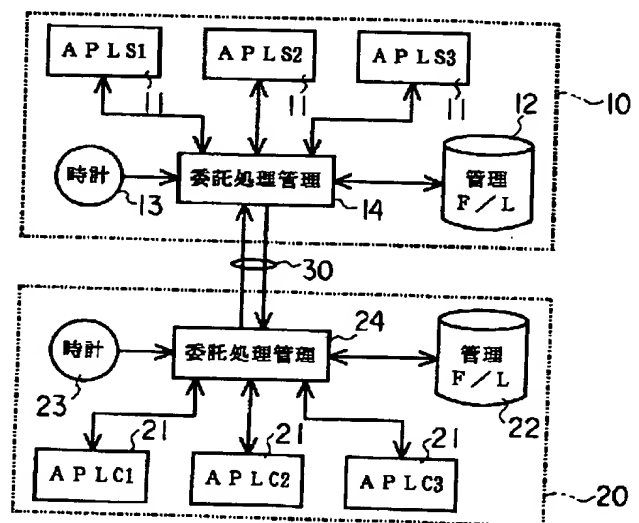 APLS1
APLS2
APLS3
11
11
11
12
10
時計
13
委託処理管理
14
管理
F/L
30
24
時計
23
委託処理管理
管理
F/L
22
21
21
21
APLC1
APLC2
APLC3
20